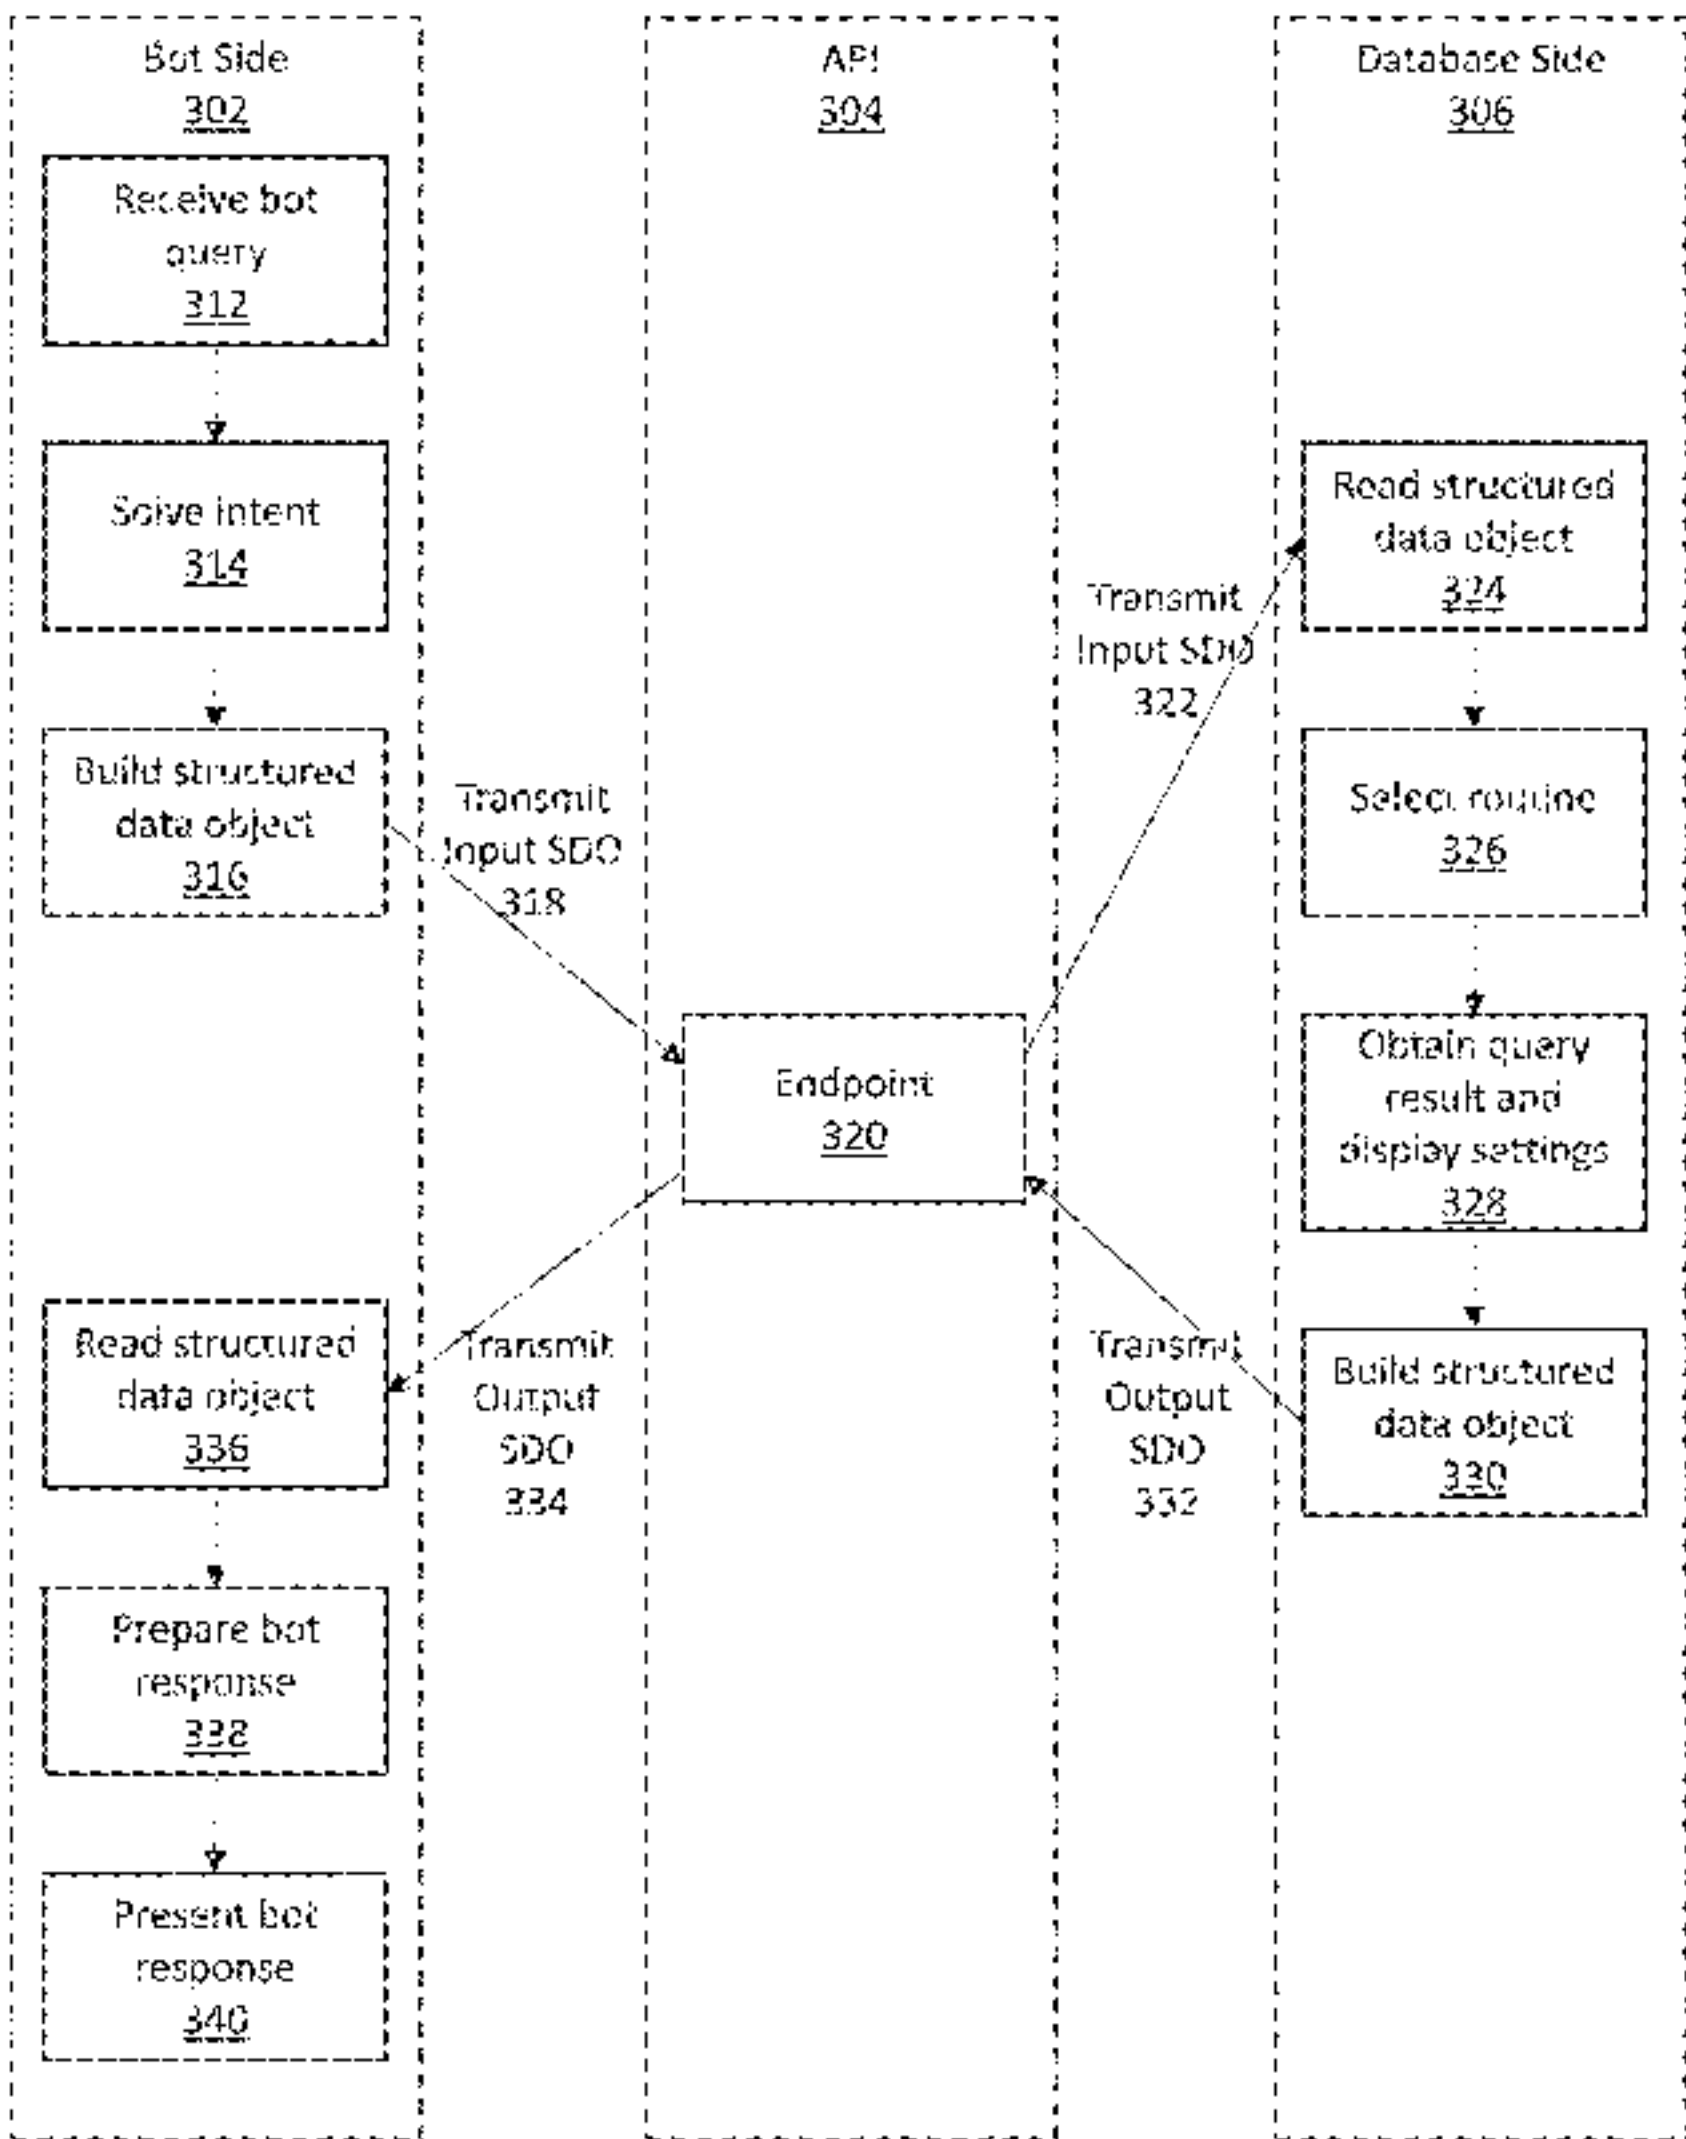 Bot Side
302
Receive bot
query
312
Solve intent
314
Build structured
data object
316
Transmit
Input SDO
318
Read structured
data object
336
Transmit
Output
SDO
334
Prepare bot
response
338
Present bot
response
340
API
304
Endpoint
320
Database Side
306
Transmit
Input SDO
322
Read structured
data object
324
Select routine
326
Obtain query
result and
display settings
328
Transmit
Output
SDO
332
Build structured
data object
330